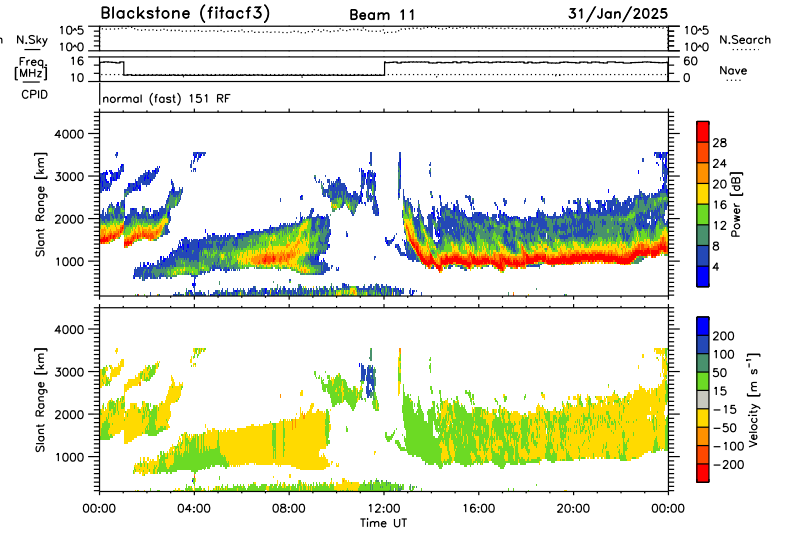 Blackstone (fitacf3) Beam 11 31/Jan/2025
n N.Sky 10^5 10^0 10^5 10^0 N.Search
Freq. [MHz] 16 10 60 0 Nave
CPID normal (fast) 151 RF
Slant Range [km]
4000
3000
2000
1000
28
24
20
16
12
8
4
Power [dB]
Slant Range [km]
4000
3000
2000
1000
200
100
50
15
-15
-50
-100
-200
Velocity [m s^-1]
00:00 04:00 08:00 12:00 16:00 20:00 00:00
Time UT